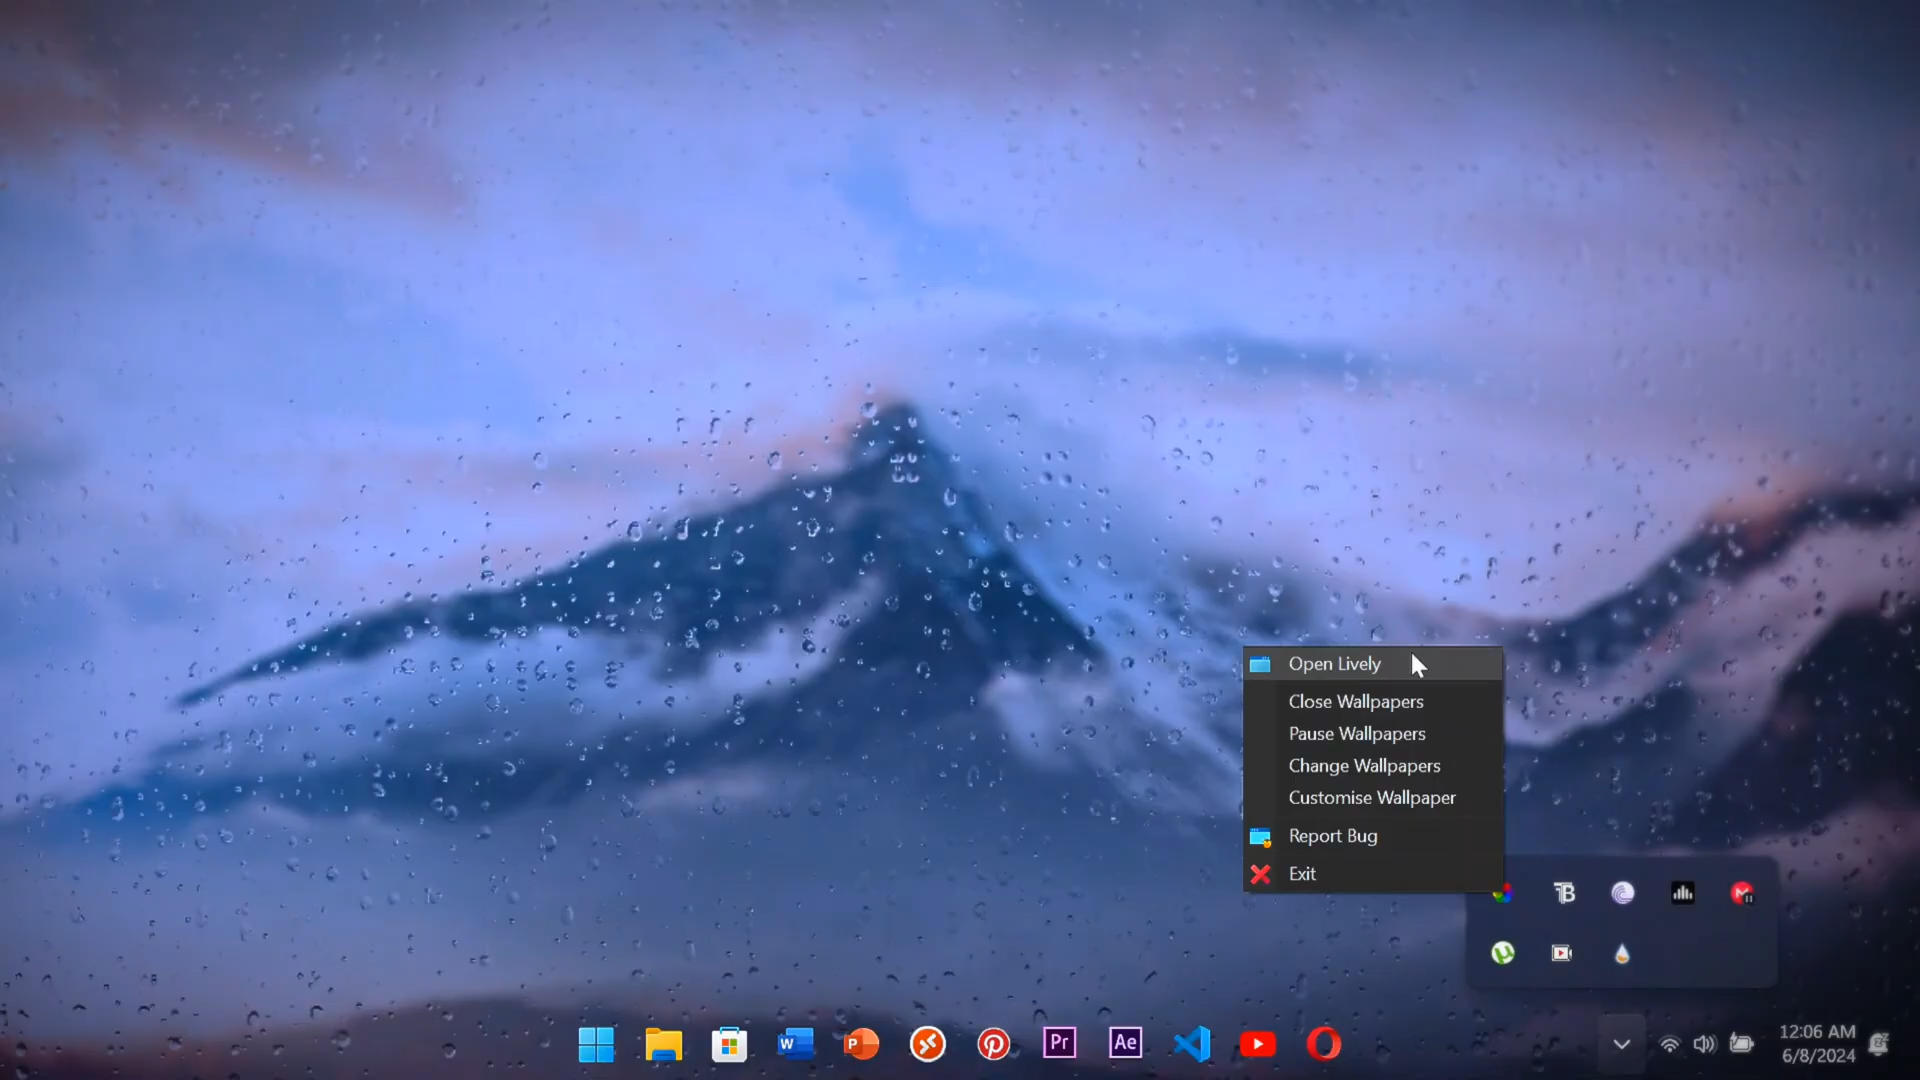 Open Lively
Close Wallpapers
Pause Wallpapers
Change Wallpapers
Customise Wallpaper
Report Bug
Exit
TB
W
P
Pr
Ae
12:06 AM
6/8/2024